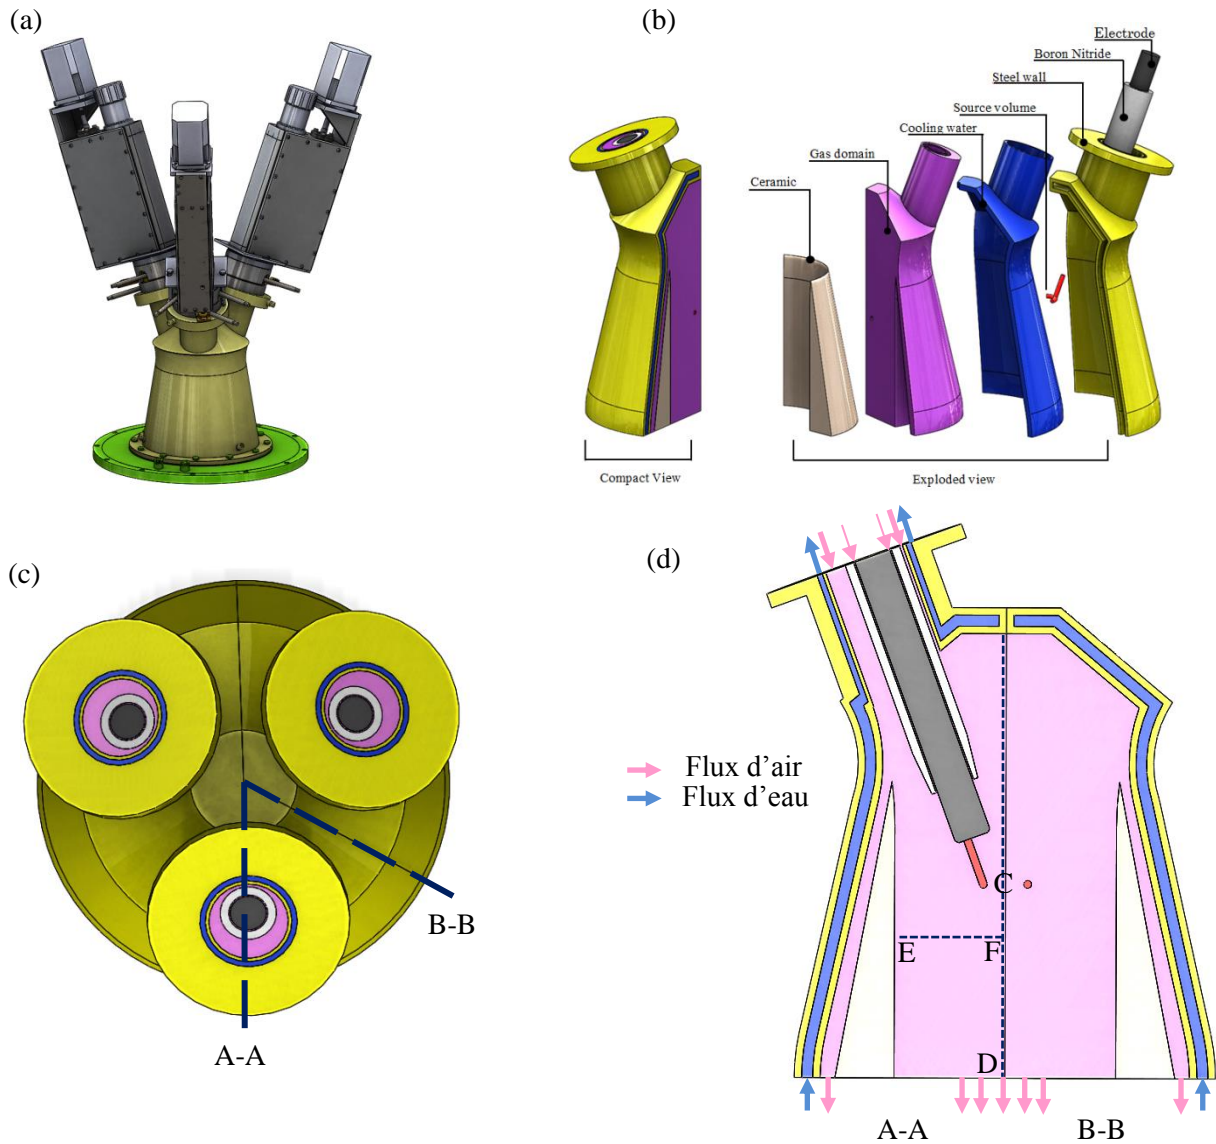 (a)
(b)
Electrode
Boron Nitride
Steel wall
Source volume
Cooling water
Gas domain
Ceramic
Compact View
Exploded view
(c)
B-B
A-A
(d)
Flux d'air
Flux d'eau
C
E
F
D
A-A
B-B